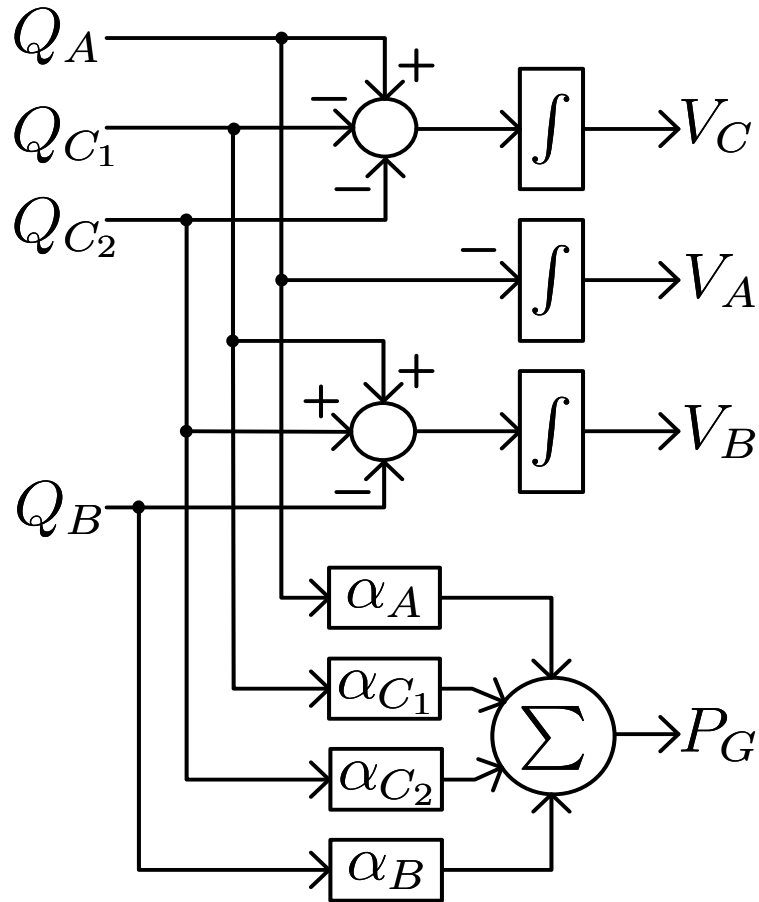 Q_A
+
−
∫
V_C
Q_{C_1}
−
Q_{C_2}
−
∫
V_A
+
+
∫
V_B
−
Q_B
α_A
α_{C_1}
∑
P_G
α_{C_2}
α_B